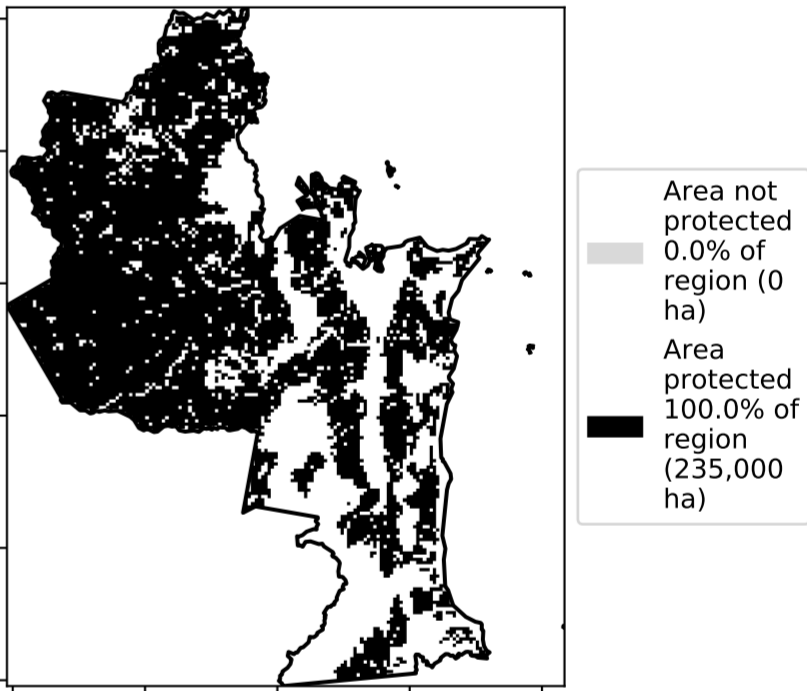 Area not
protected
0.0% of
region (0
ha)
Area
protected
100.0% of
region
(235,000
ha)